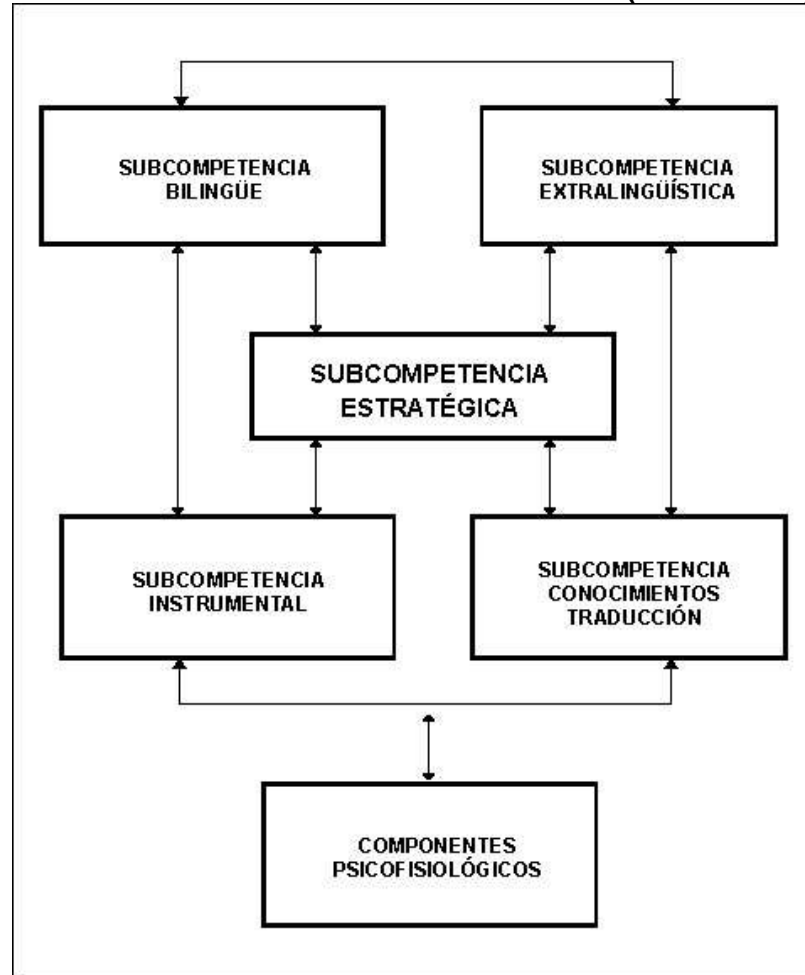 SUBCOMPETENCIA
BILINGÜE
SUBCOMPETENCIA
EXTRALINGÜÍSTICA
SUBCOMPETENCIA
ESTRATÉGICA
SUBCOMPETENCIA
INSTRUMENTAL
SUBCOMPETENCIA
CONOCIMIENTOS
TRADUCCIÓN
COMPONENTES
PSICOFISIOLÓGICOS